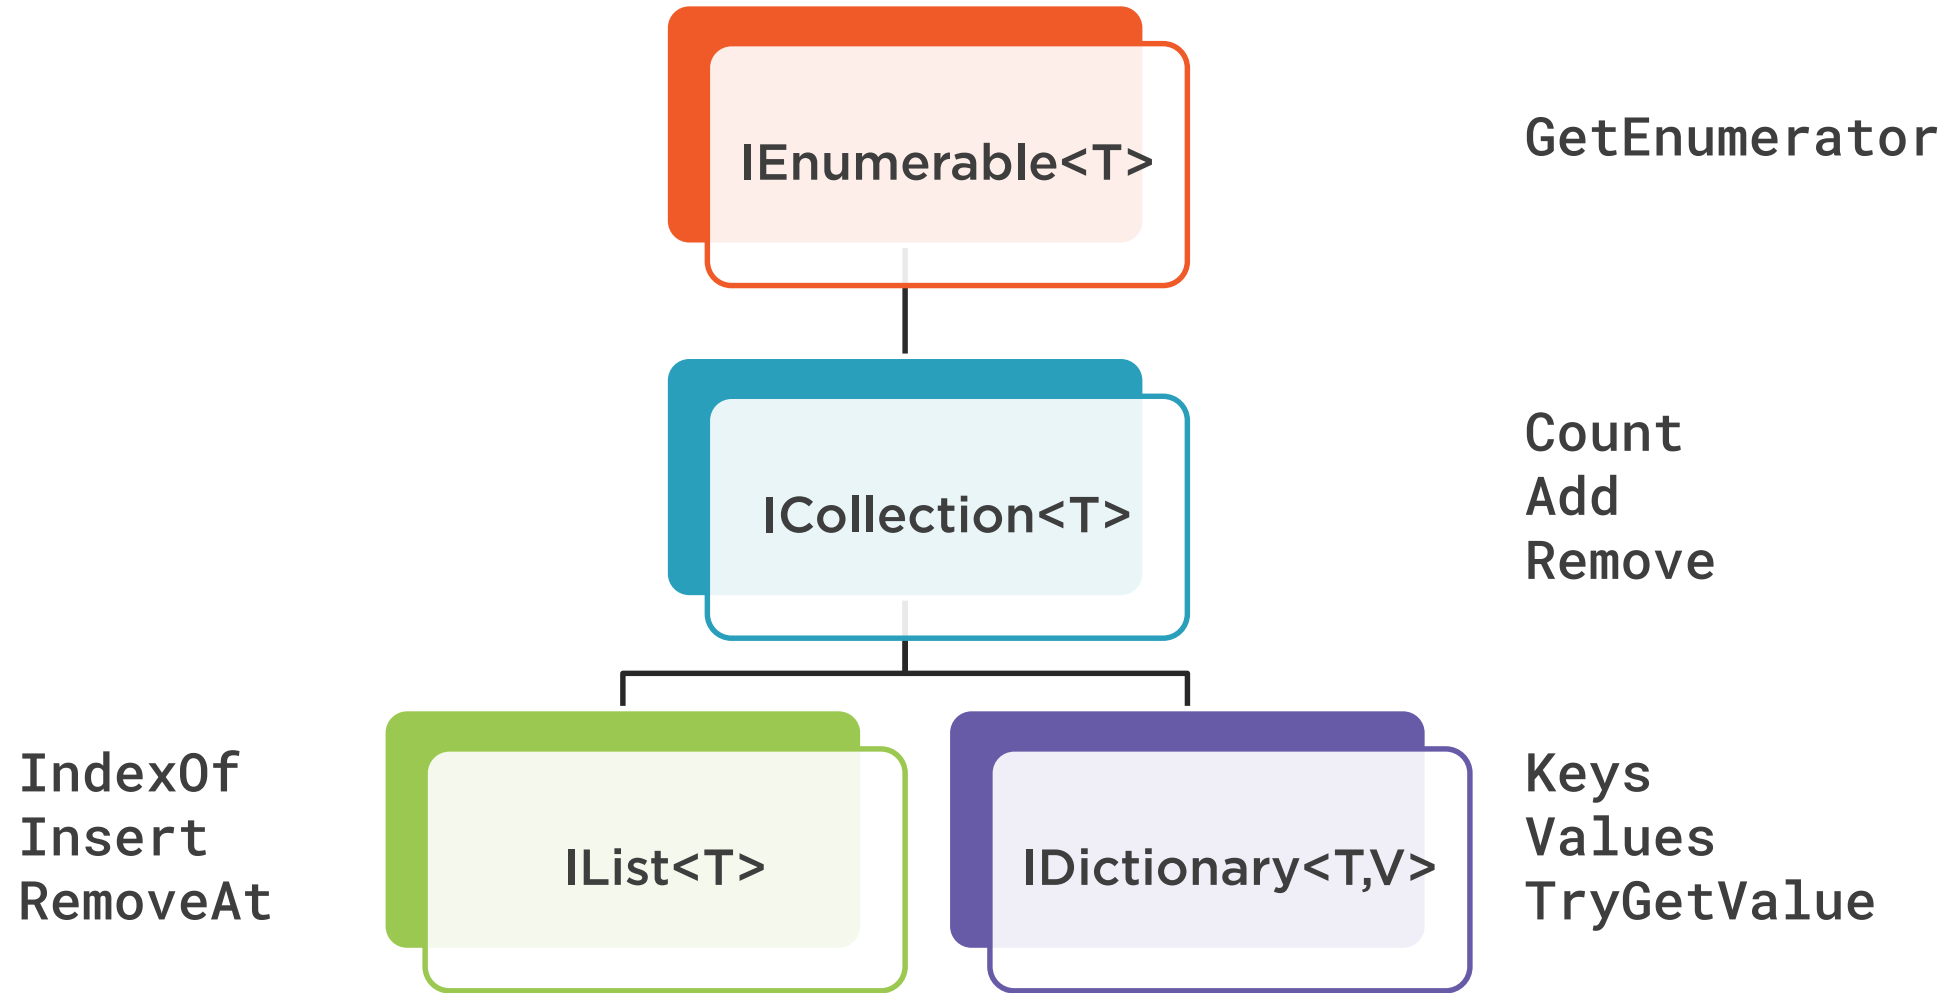 IEnumerable<T>
GetEnumerator
ICollection<T>
Count
Add
Remove
IndexOf
Insert
RemoveAt
IList<T>
IDictionary<T,V>
Keys
Values
TryGetValue